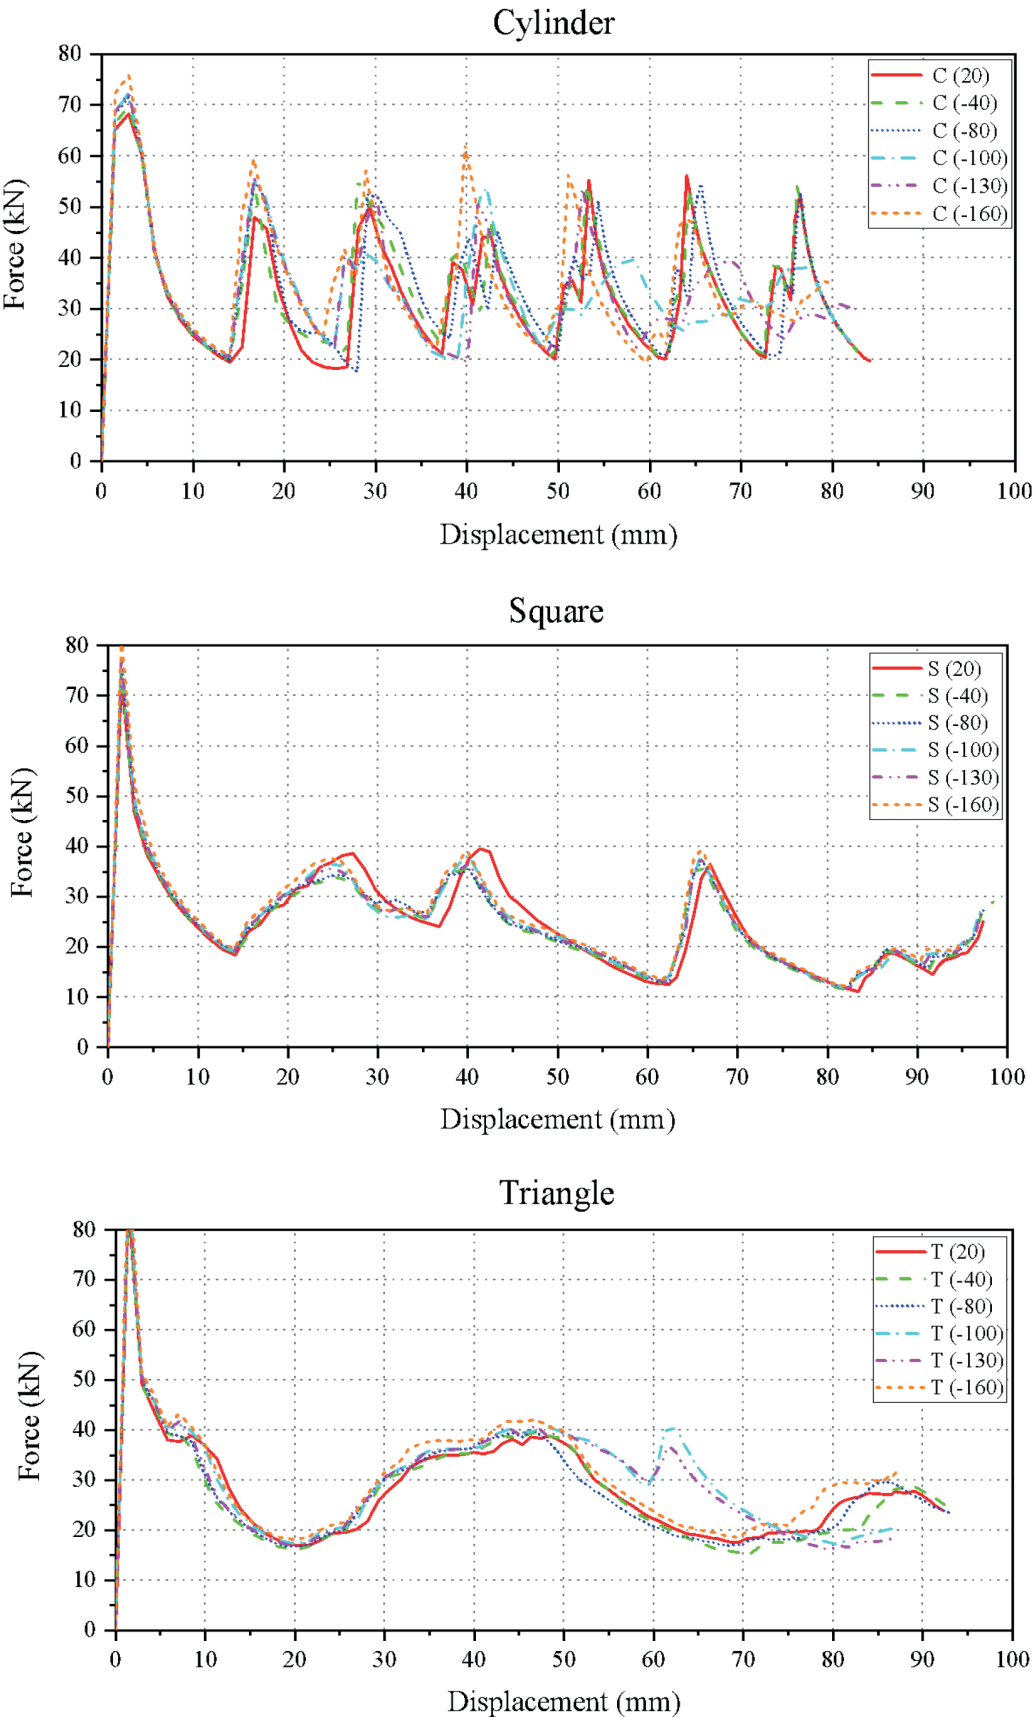 Cylinder
80
70
60
50
40
30
20
10
0
Force (kN)
C (20)
C (-40)
C (-80)
C (-100)
C (-130)
C (-160)
0 10 20 30 40 50 60 70 80 90 100
Displacement (mm)
Square
80
70
60
50
40
30
20
10
0
Force (kN)
S (20)
S (-40)
S (-80)
S (-100)
S (-130)
S (-160)
0 10 20 30 40 50 60 70 80 90 100
Displacement (mm)
Triangle
80
70
60
50
40
30
20
10
0
Force (kN)
T (20)
T (-40)
T (-80)
T (-100)
T (-130)
T (-160)
0 10 20 30 40 50 60 70 80 90 100
Displacement (mm)